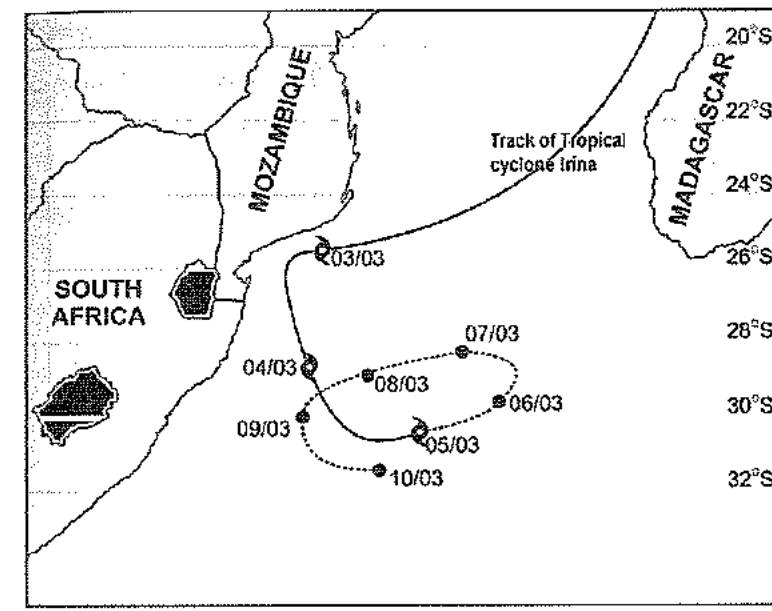 20°S
MOZAMBIQUE
MADAGASCAR
22°S
Track of Tropical
cyclone Irina
24°S
03/03
26°S
SOUTH
AFRICA
07/03
28°S
04/03
08/03
06/03
30°S
09/03
05/03
10/03
32°S